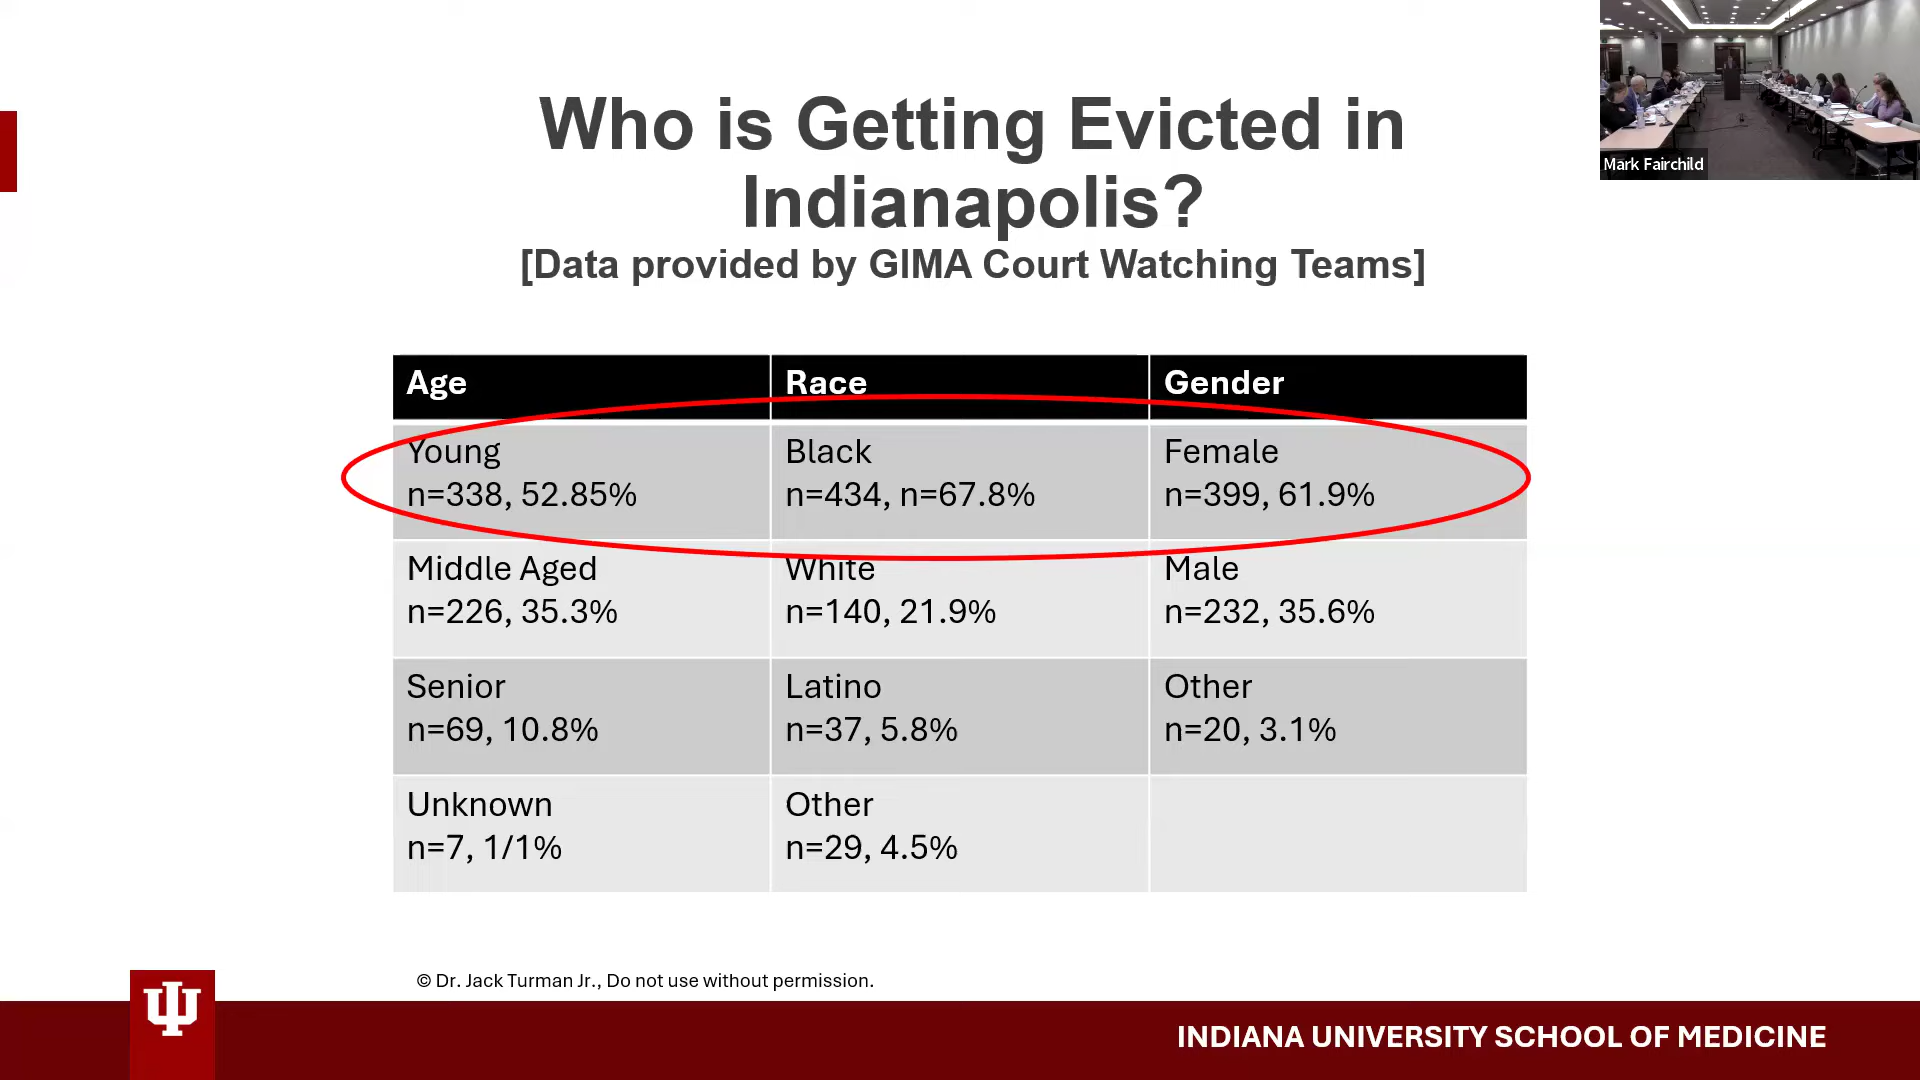 Who is Getting Evicted in
Indianapolis?
[Data provided by GIMA Court Watching Teams]
Mark Fairchild
Age
Race
Gender
Young
n=338, 52.85%
Black
n=434, n=67.8%
Female
n=399, 61.9%
Middle Aged
n=226, 35.3%
White
n=140, 21.9%
Male
n=232, 35.6%
Senior
n=69, 10.8%
Latino
n=37, 5.8%
Other
n=20, 3.1%
Unknown
n=7, 1/1%
Other
n=29, 4.5%
© Dr. Jack Turman Jr., Do not use without permission.
INDIANA UNIVERSITY SCHOOL OF MEDICINE